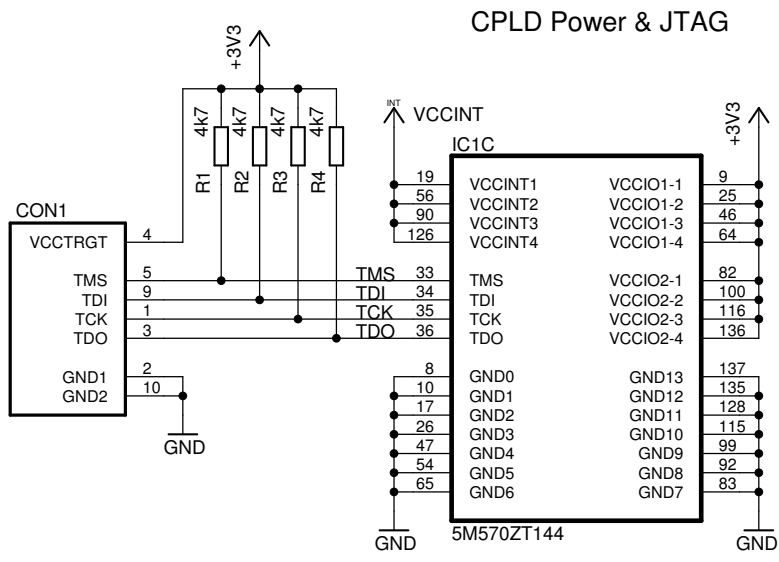 CPLD Power & JTAG
+3V3
4k7 4k7 4k7 4k7
R1 R2 R3 R4
INT
VCCINT
+3V3
CON1
VCCTRGT 4
TMS 5
TDI 9
TCK 1
TDO 3
GND1 2
GND2 10
GND
TMS
TDI
TCK
TDO
IC1C
19 VCCINT1 VCCIO1-1 9
56 VCCINT2 VCCIO1-2 25
90 VCCINT3 VCCIO1-3 46
126 VCCINT4 VCCIO1-4 64
33 TMS VCCIO2-1 82
34 TDI VCCIO2-2 100
35 TCK VCCIO2-3 116
36 TDO VCCIO2-4 136
8 GND0 GND13 137
10 GND1 GND12 135
17 GND2 GND11 128
26 GND3 GND10 115
47 GND4 GND9 99
54 GND5 GND8 92
65 GND6 GND7 83
GND
5M570ZT144
GND